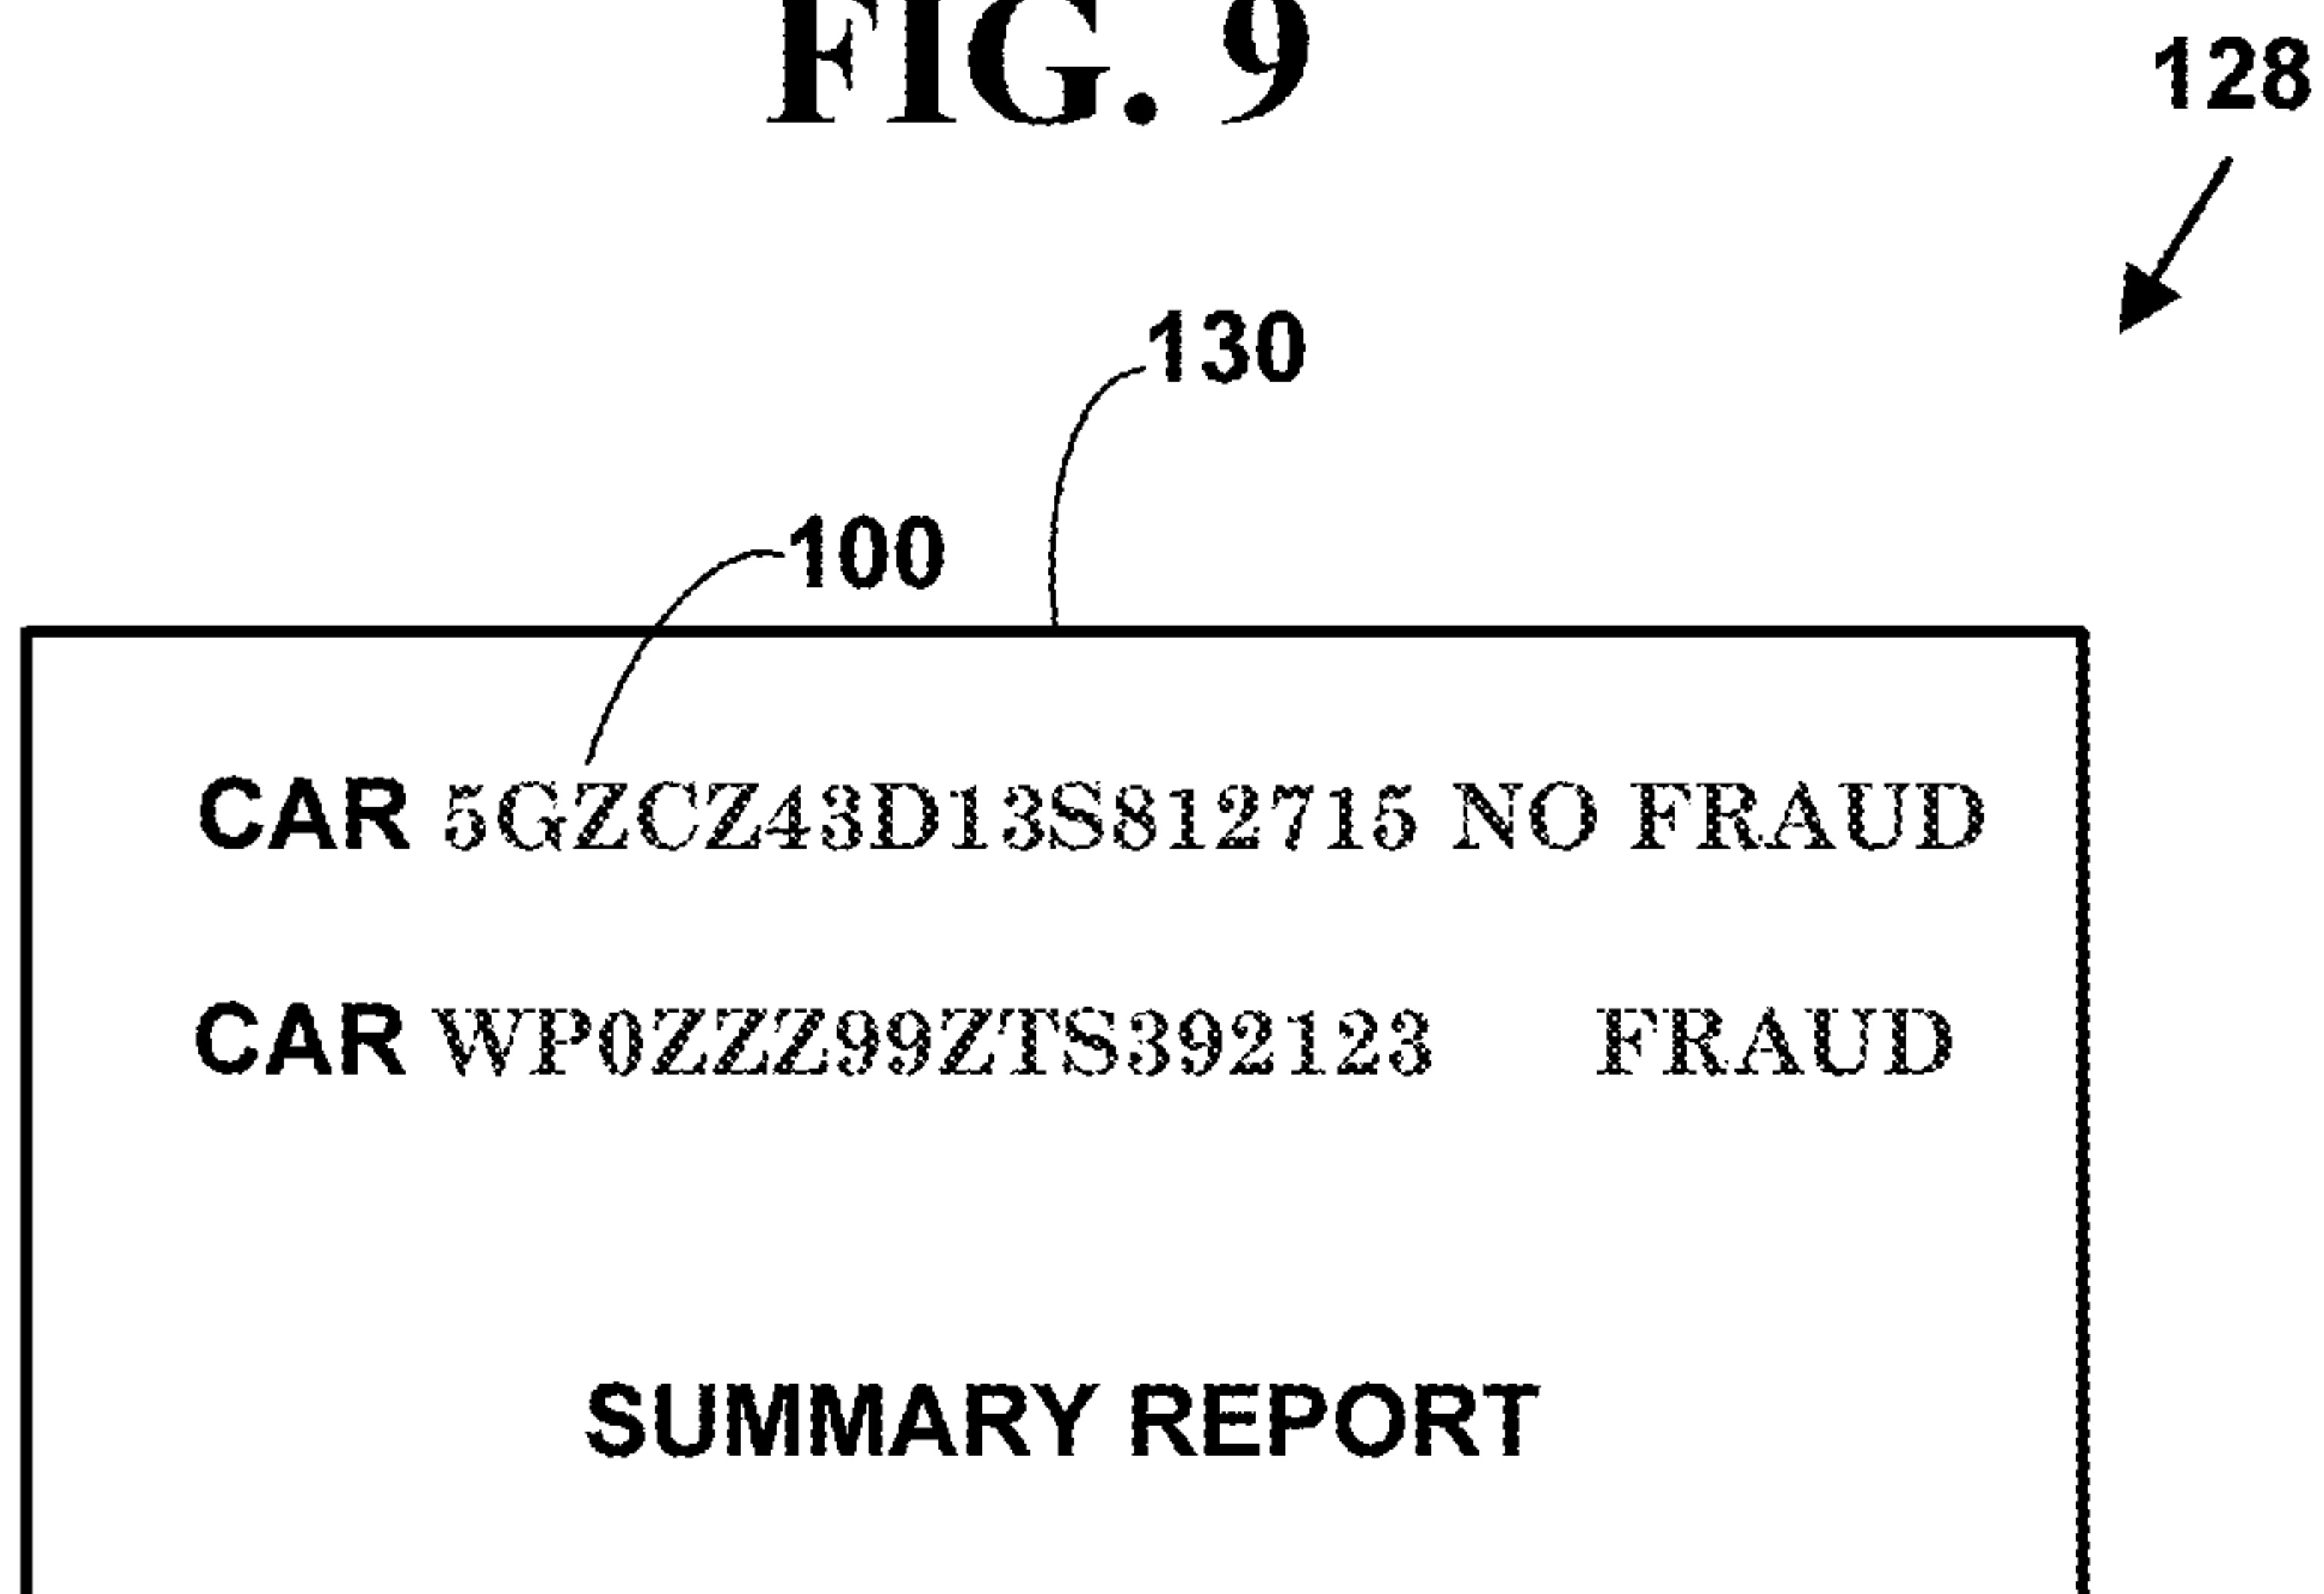 FIG. 9
128
130
100
CAR 5GZCZ43D13S812715 NO FRAUD
CAR WP0ZZZ99ZTS392123 FRAUD
SUMMARY REPORT